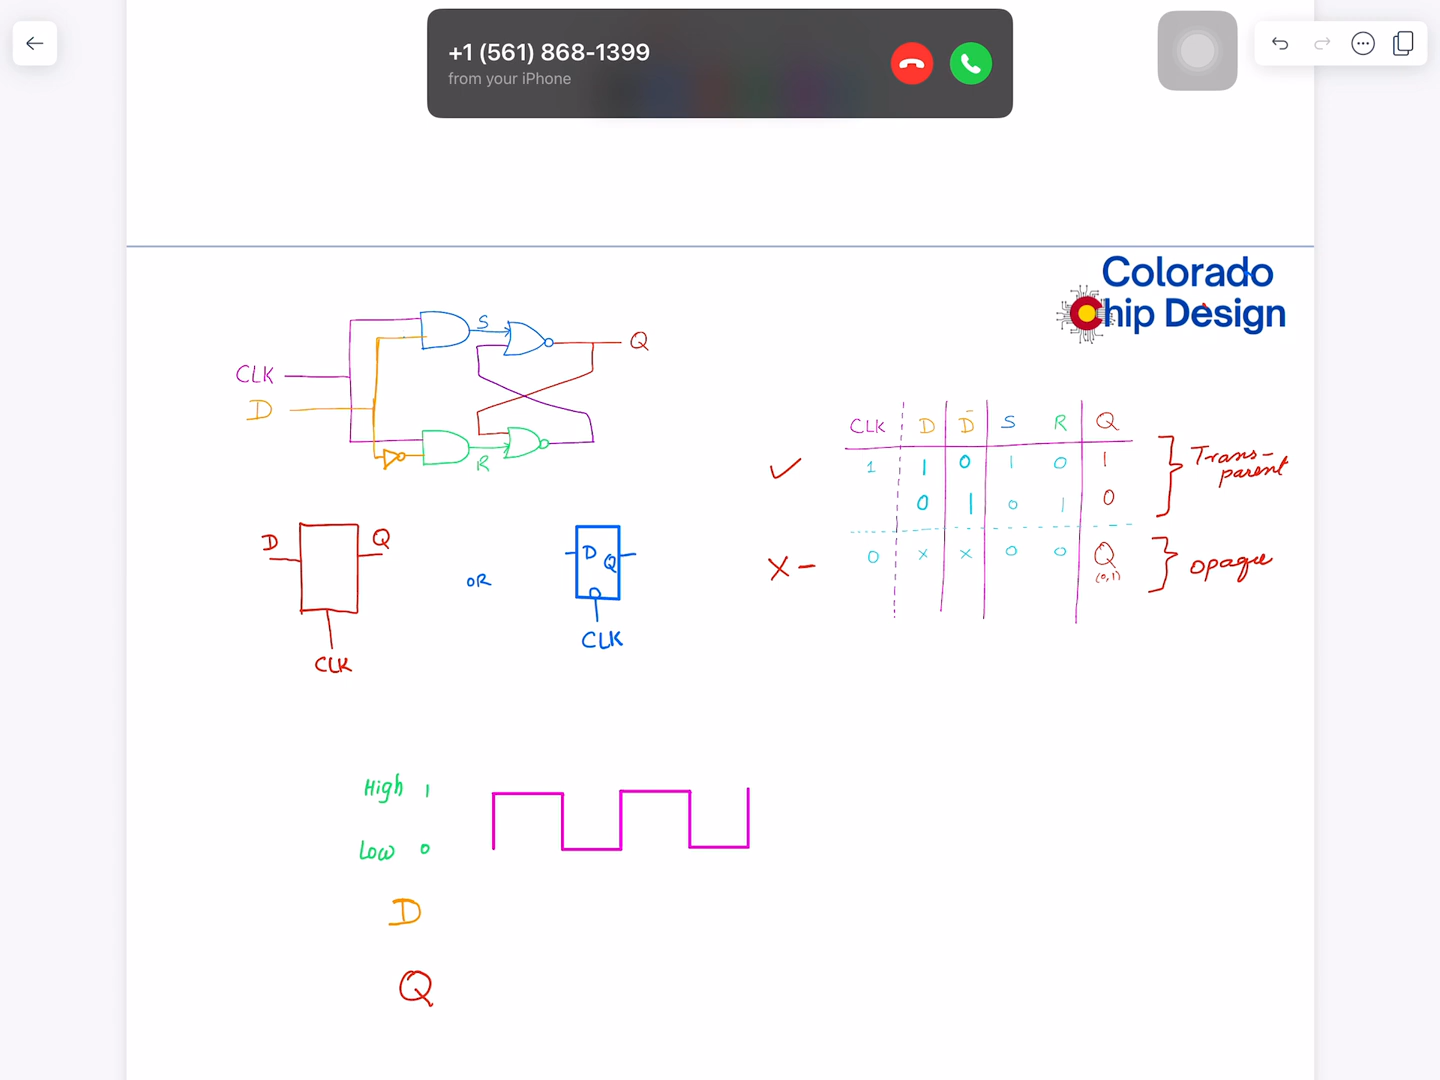 +1 (561) 868-1399
from your iPhone
Colorado
Chip Design
S
Q
CLK
D
R
CLK D D̄ S R Q
1 1 0 1 0 1
0 1 0 1 0
0 x x 0 0 Q
(0,1)
Trans-
parent
X – Opaque
D Q
CLK
OR
D Q
CLK
High 1
Low 0
D
Q